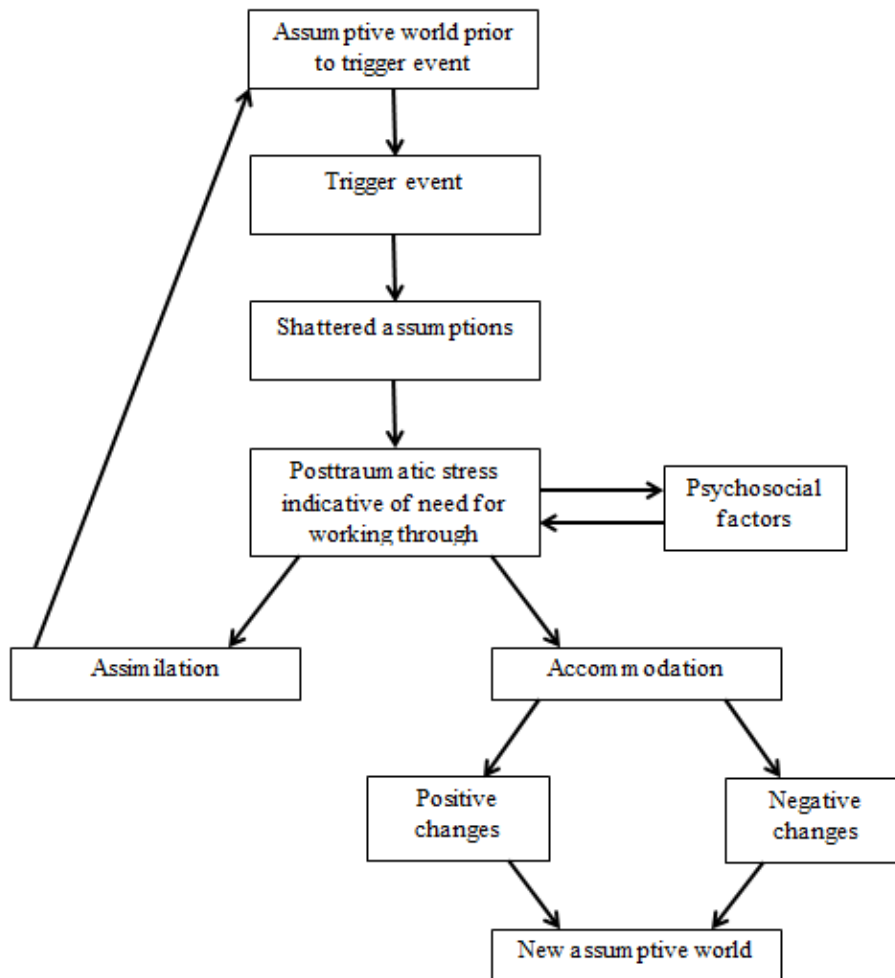 Assumptive world prior
to trigger event
Trigger event
Shattered assumptions
Posttraumatic stress
indicative of need for
working through
Psychosocial
factors
Assimilation
Accommodation
Positive
changes
Negative
changes
New assumptive world